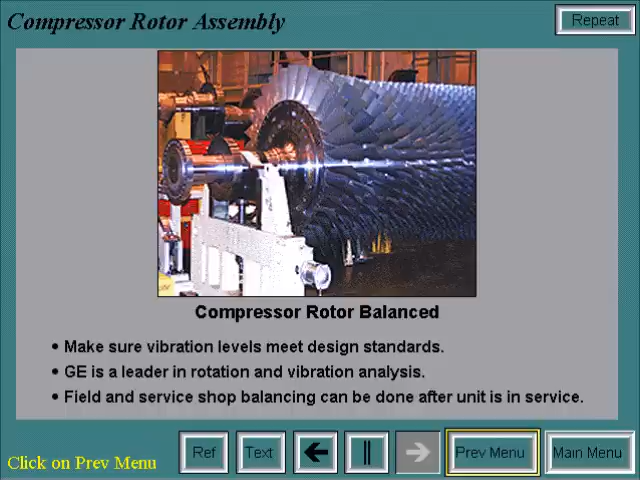 Compressor Rotor Assembly
Repeat
Compressor Rotor Balanced
• Make sure vibration levels meet design standards.
• GE is a leader in rotation and vibration analysis.
• Field and service shop balancing can be done after unit is in service.
Click on Prev Menu
Ref
Text
Prev Menu
Main Menu